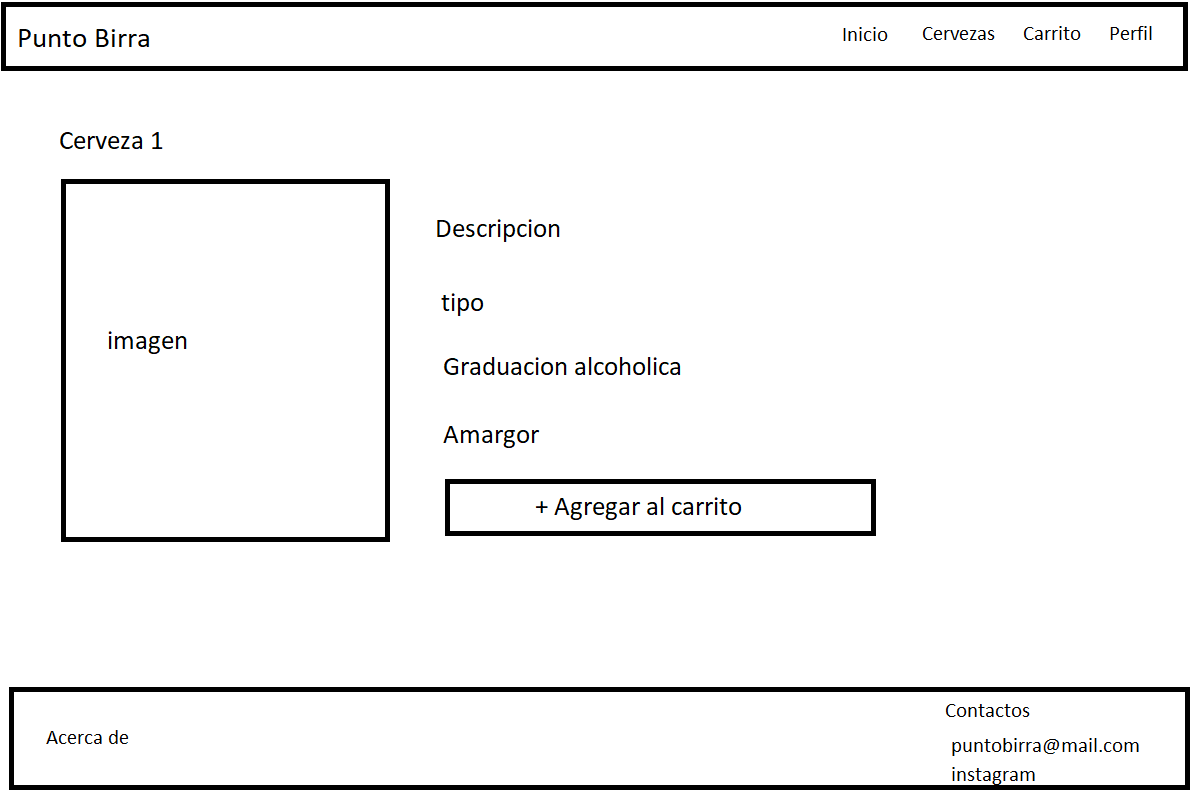 Punto Birra
Inicio Cervezas Carrito Perfil
Cerveza 1
imagen
Descripcion
tipo
Graduacion alcoholica
Amargor
+ Agregar al carrito
Acerca de
Contactos
puntobirra@mail.com
instagram